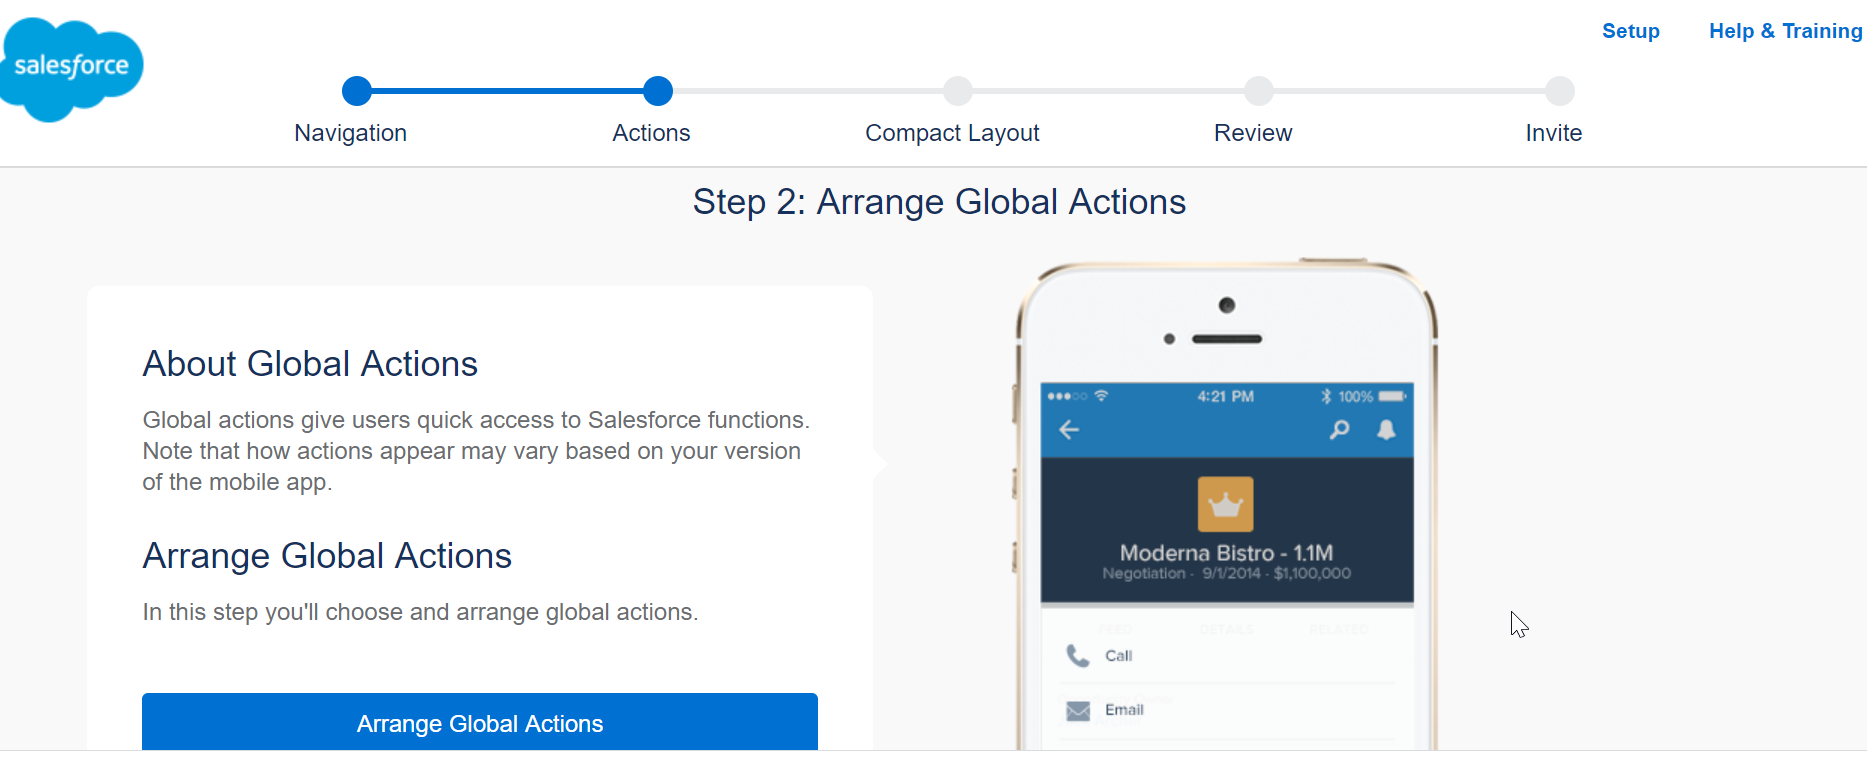 salesforce
Setup
Help & Training
Navigation
Actions
Compact Layout
Review
Invite
Step 2: Arrange Global Actions
About Global Actions
Global actions give users quick access to Salesforce functions.
Note that how actions appear may vary based on your version
of the mobile app.
Arrange Global Actions
In this step you'll choose and arrange global actions.
Arrange Global Actions
4:21 PM
100%
Moderna Bistro - 1.1M
Negotiation - 9/1/2014 - $1,100,000
FEED
DETAILS
RELATED
Call
Email